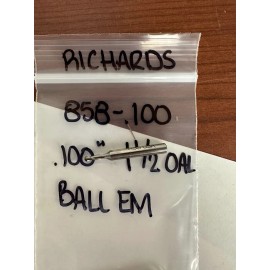 RICHARDS
858-.100
.100" 1 1/2 OAL
BALL EM